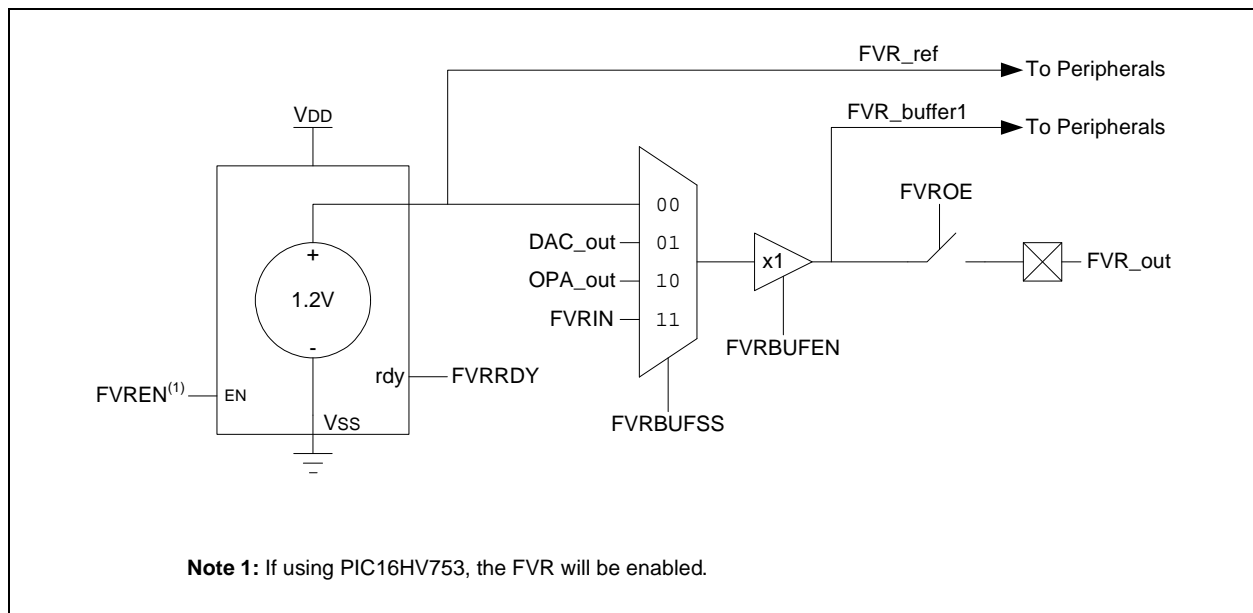 FVR_ref
To Peripherals
FVR_buffer1
To Peripherals
VDD
FVROE
00
DAC_out
01
x1
FVR_out
OPA_out
10
+
1.2V
-
FVRIN
11
FVRBUFEN
rdy
FVRRDY
FVREN(1)
EN
VSS
FVRBUFSS
Note 1: If using PIC16HV753, the FVR will be enabled.